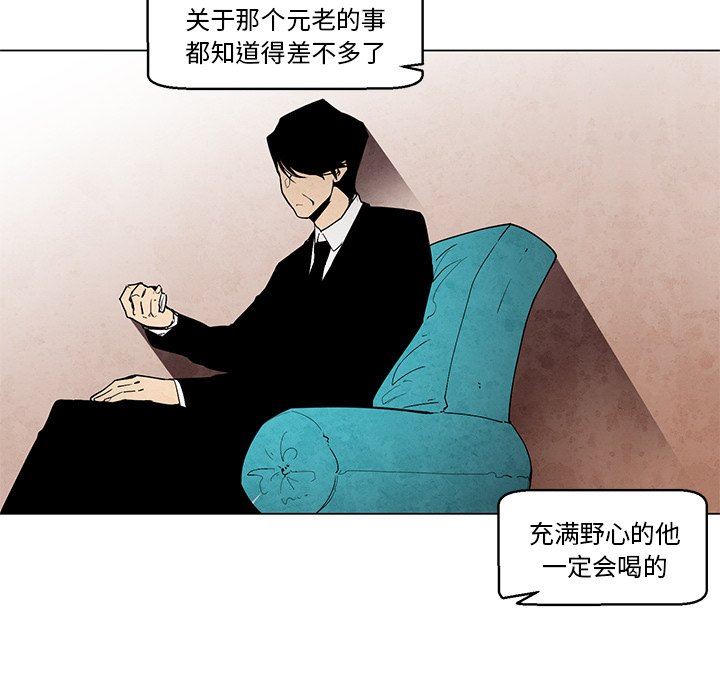 关于那个元老的事
都知道得差不多了
充满野心的他
一定会喝的